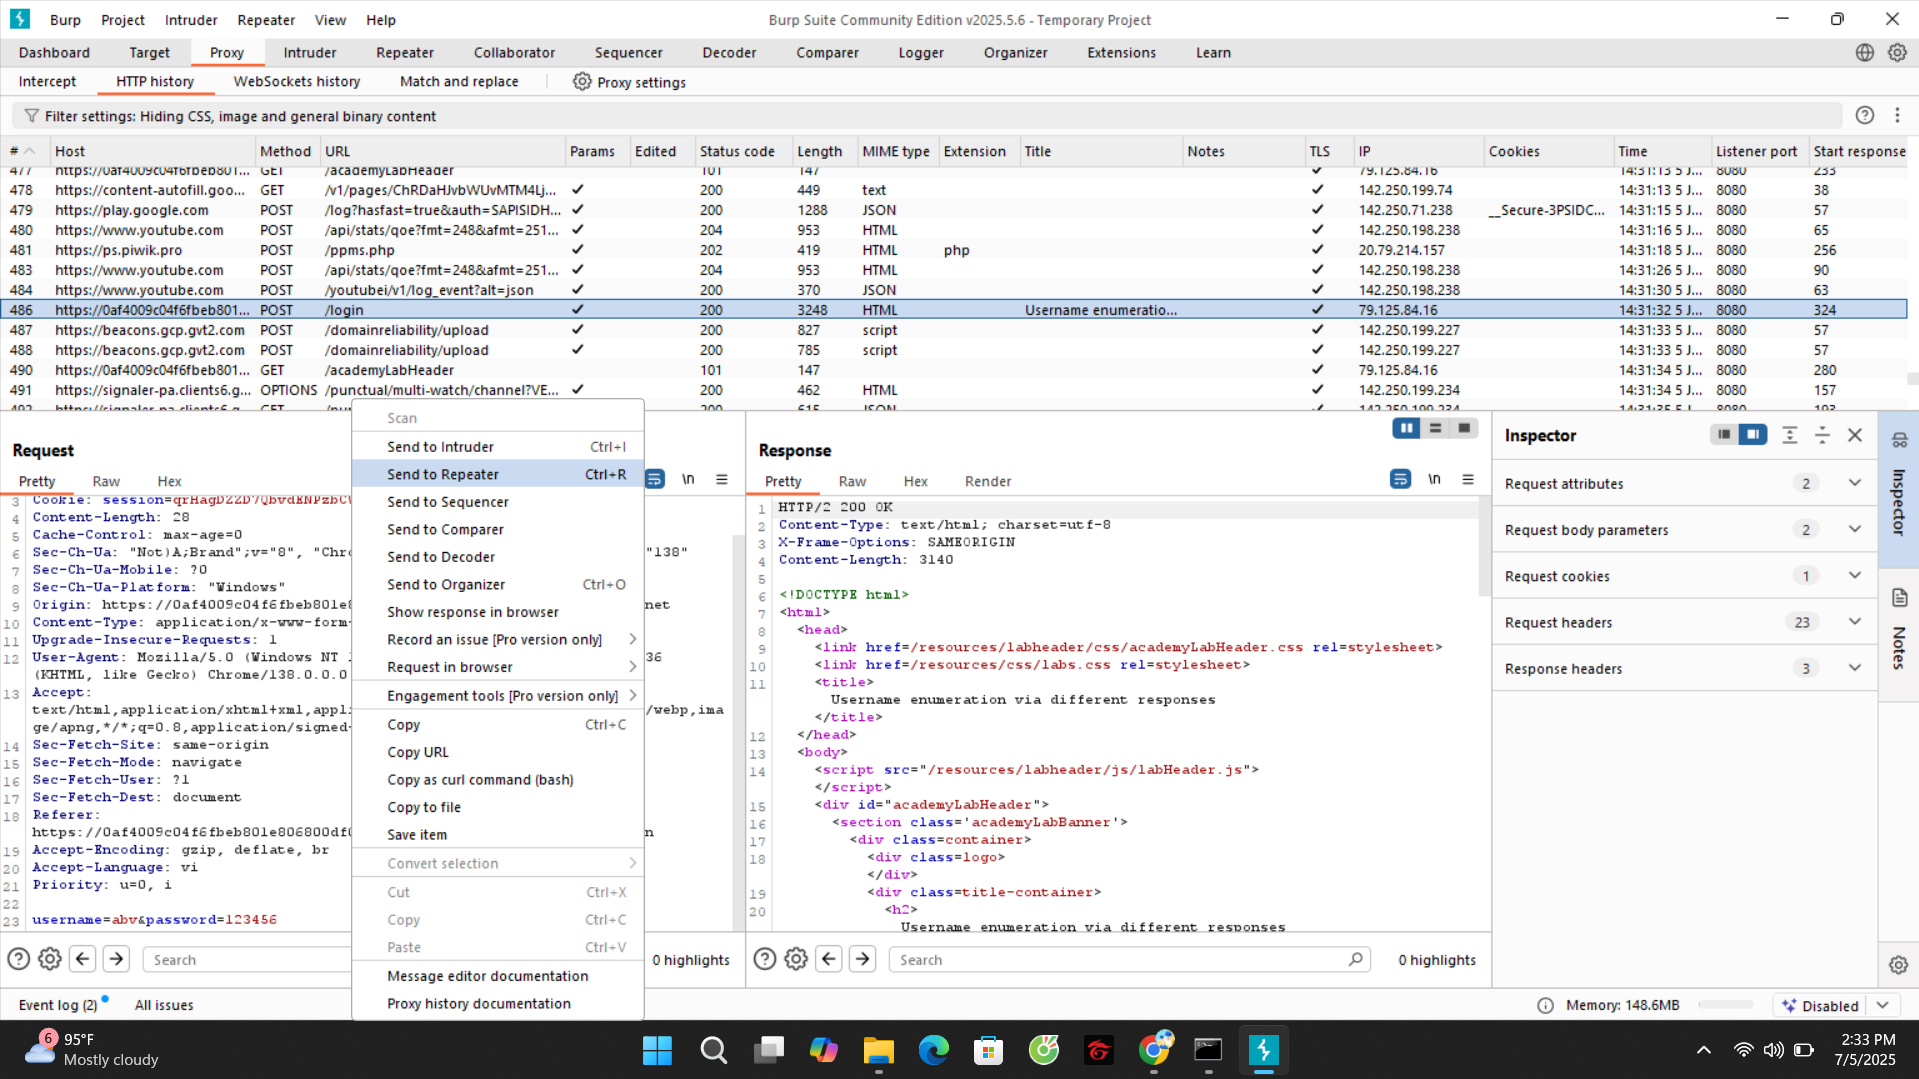 Burp Project Intruder Repeater View Help Burp Suite Community Edition v2025.5.6 - Temporary Project
Dashboard Target Proxy Intruder Repeater Collaborator Sequencer Decoder Comparer Logger Organizer Extensions Learn
Intercept HTTP history WebSockets history Match and replace Proxy settings
Filter settings: Hiding CSS, image and general binary content
# Host Method URL Params Edited Status code Length MIME type Extension Title Notes TLS IP Cookies Time Listener port Start response
477 https://0af4009c04f6fbeb801... GET /academyLabHeader 101 147 ✓ 79.125.84.16 14:31:13 5 J... 8080 233
478 https://content-autofill.goo... GET /v1/pages/ChRDaHJvbWUvMTM4Lj... ✓ 200 449 text ✓ 142.250.199.74 14:31:13 5 J... 8080 38
479 https://play.google.com POST /log?hasfast=true&auth=SAPISIDH... ✓ 200 1288 JSON ✓ 142.250.71.238 __Secure-3PSIDC... 14:31:15 5 J... 8080 57
480 https://www.youtube.com POST /api/stats/qoe?fmt=248&afmt=251... ✓ 204 953 HTML ✓ 142.250.198.238 14:31:16 5 J... 8080 65
481 https://ps.piwik.pro POST /ppms.php ✓ 202 419 HTML php ✓ 20.79.214.157 14:31:18 5 J... 8080 256
483 https://www.youtube.com POST /api/stats/qoe?fmt=248&afmt=251... ✓ 204 953 HTML ✓ 142.250.198.238 14:31:26 5 J... 8080 90
484 https://www.youtube.com POST /youtubei/v1/log_event?alt=json ✓ 200 370 JSON ✓ 142.250.198.238 14:31:30 5 J... 8080 63
486 https://0af4009c04f6fbeb801... POST /login ✓ 200 3248 HTML Username enumeratio... ✓ 79.125.84.16 14:31:32 5 J... 8080 324
487 https://beacons.gcp.gvt2.com POST /domainreliability/upload ✓ 200 827 script ✓ 142.250.199.227 14:31:33 5 J... 8080 57
488 https://beacons.gcp.gvt2.com POST /domainreliability/upload ✓ 200 785 script ✓ 142.250.199.227 14:31:33 5 J... 8080 57
490 https://0af4009c04f6fbeb801... GET /academyLabHeader 101 147 ✓ 79.125.84.16 14:31:34 5 J... 8080 280
491 https://signaler-pa.clients6.g... OPTIONS /punctual/multi-watch/channel?VE... ✓ 200 462 HTML ✓ 142.250.199.234 14:31:34 5 J... 8080 157
492 https://signaler-pa.clients6.g... GET 200 615 JSON ✓ 142.250.199.234 14:31:35 5 J... 8080 193
Request
Pretty Raw Hex \n
3 Cookie: session=
4 Content-Length: 28
5 Cache-Control: max-age=0
6 Sec-Ch-Ua: "Not)A;Brand";v="8", "Chro "138"
7 Sec-Ch-Ua-Mobile: ?0
8 Sec-Ch-Ua-Platform: "Windows"
9 Origin: https://0af4009c04f6fbeb801e8 net
10 Content-Type: application/x-www-form-
11 Upgrade-Insecure-Requests: 1
12 User-Agent: Mozilla/5.0 (Windows NT 36
(KHTML, like Gecko) Chrome/138.0.0.0
13 Accept:
text/html,application/xhtml+xml,appli /webp,ima
ge/apng,*/*;q=0.8,application/signed-
14 Sec-Fetch-Site: same-origin
15 Sec-Fetch-Mode: navigate
16 Sec-Fetch-User: ?1
17 Sec-Fetch-Dest: document
18 Referer:
https://0af4009c04f6fbeb801e806800df0 n
19 Accept-Encoding: gzip, deflate, br
20 Accept-Language: vi
21 Priority: u=0, i
22
23 username=abv&password=123456
Search 0 highlights
Scan
Send to Intruder Ctrl+I
Send to Repeater Ctrl+R
Send to Sequencer
Send to Comparer
Send to Decoder
Send to Organizer Ctrl+O
Show response in browser
Record an issue [Pro version only]
Request in browser
Engagement tools [Pro version only]
Copy Ctrl+C
Copy URL
Copy as curl command (bash)
Copy to file
Save item
Convert selection
Cut Ctrl+X
Copy Ctrl+C
Paste Ctrl+V
Message editor documentation
Proxy history documentation
Response
Pretty Raw Hex Render \n
1 HTTP/2 200 OK
2 Content-Type: text/html; charset=utf-8
3 X-Frame-Options: SAMEORIGIN
4 Content-Length: 3140
5
6 <!DOCTYPE html>
7 <html>
8 <head>
9 <link href=/resources/labheader/css/academyLabHeader.css rel=stylesheet>
10 <link href=/resources/css/labs.css rel=stylesheet>
11 <title>
Username enumeration via different responses
</title>
12 </head>
13 <body>
14 <script src="/resources/labheader/js/labHeader.js">
</script>
15 <div id="academyLabHeader">
16 <section class='academyLabBanner'>
17 <div class=container>
18 <div class=logo>
</div>
19 <div class=title-container>
20 <h2>
Username enumeration via different responses
Search 0 highlights
Inspector
Request attributes 2
Request body parameters 2
Request cookies 1
Request headers 23
Response headers 3
Inspector
Notes
Event log (2) All issues Memory: 148.6MB Disabled
6 95°F
Mostly cloudy
2:33 PM
7/5/2025